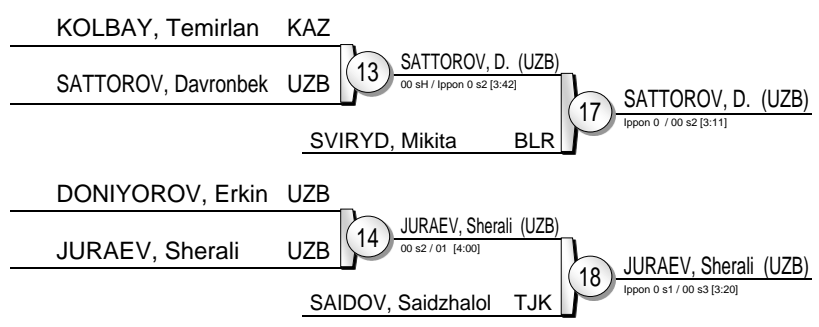 KOLBAY, Temirlan KAZ
13
SATTOROV, D. (UZB)
00 sH / Ippon 0 s2 [3:42]
SATTOROV, Davronbek UZB
17
SATTOROV, D. (UZB)
Ippon 0 / 00 s2 [3:11]
SVIRYD, Mikita BLR
DONIYOROV, Erkin UZB
14
JURAEV, Sherali (UZB)
00 s2 / 01 [4:00]
JURAEV, Sherali UZB
18
JURAEV, Sherali (UZB)
Ippon 0 s1 / 00 s3 [3:20]
SAIDOV, Saidzhalol TJK